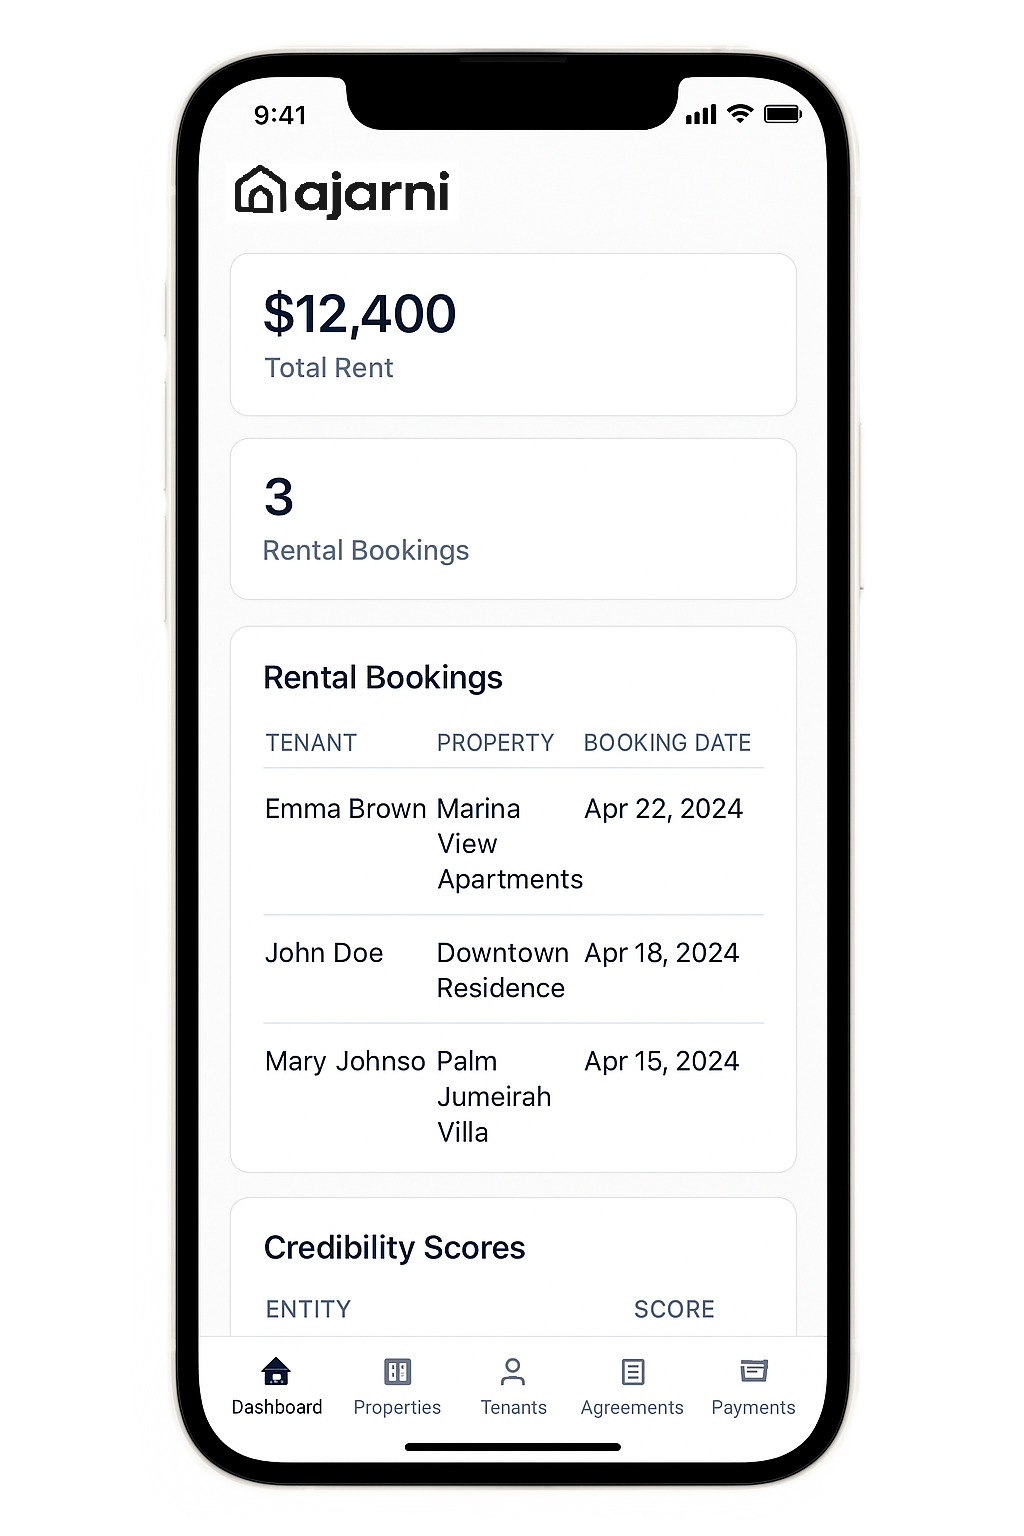 9:41
ajarni
$12,400
Total Rent
3
Rental Bookings
Rental Bookings
TENANT PROPERTY BOOKING DATE
Emma Brown Marina Apr 22, 2024
View
Apartments
John Doe Downtown Apr 18, 2024
Residence
Mary Johnso Palm Apr 15, 2024
Jumeirah
Villa
Credibility Scores
ENTITY SCORE
Dashboard Properties Tenants Agreements Payments